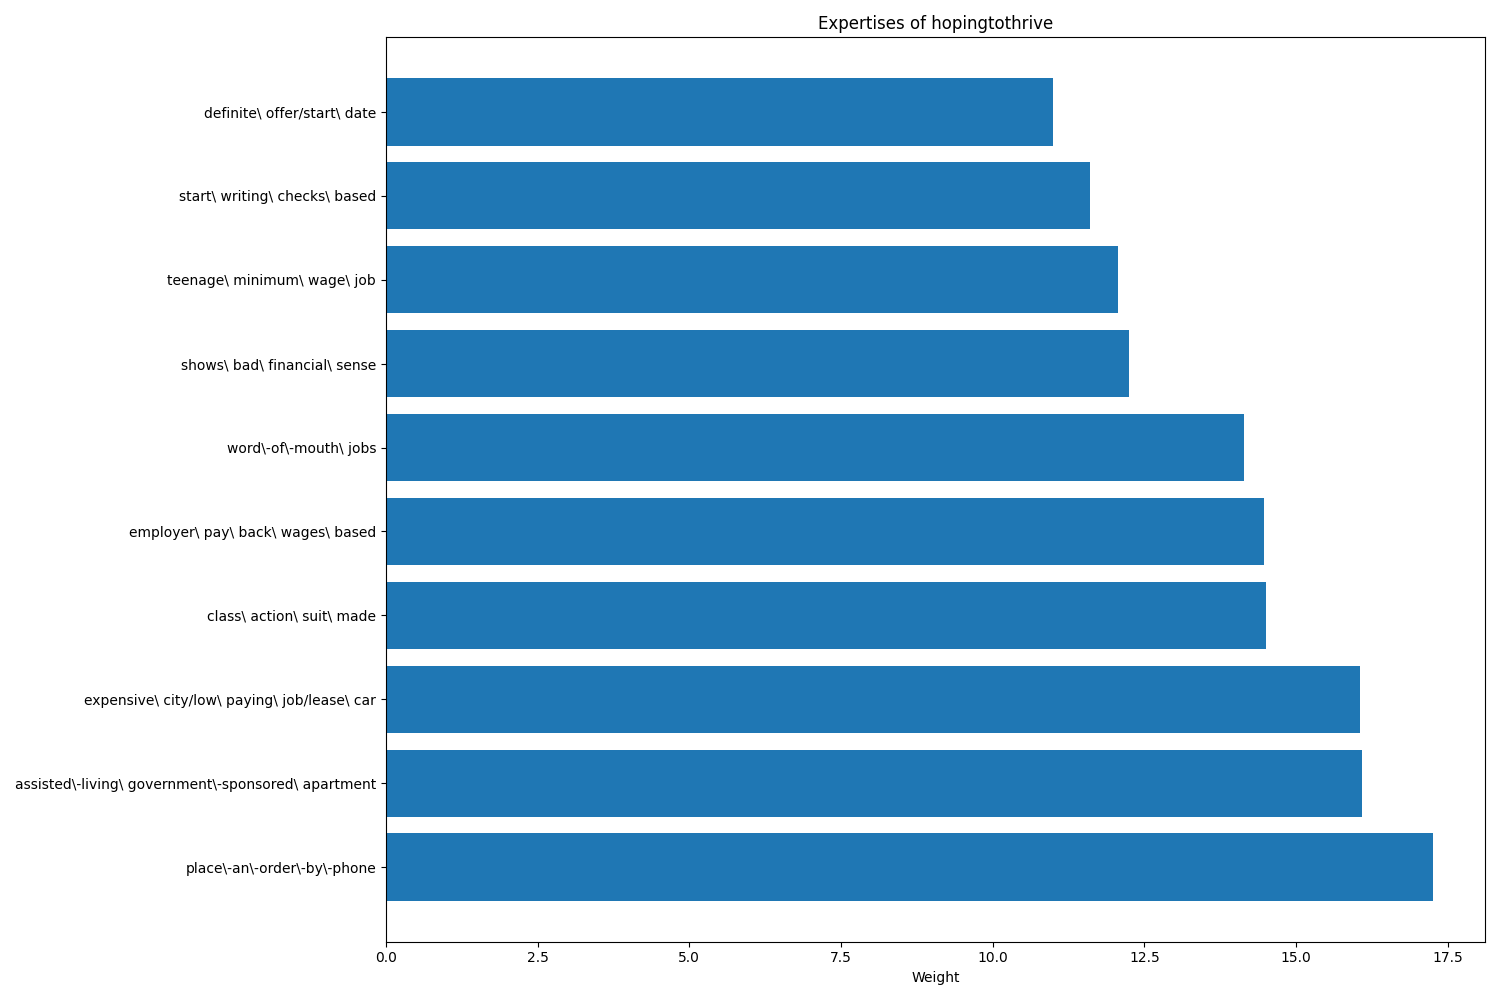 Expertises of hopingtothrive
definite\ offer/start\ date
start\ writing\ checks\ based
teenage\ minimum\ wage\ job
shows\ bad\ financial\ sense
word\-of\-mouth\ jobs
employer\ pay\ back\ wages\ based
class\ action\ suit\ made
expensive\ city/low\ paying\ job/lease\ car
assisted\-living\ government\-sponsored\ apartment
place\-an\-order\-by\-phone
0.0 2.5 5.0 7.5 10.0 12.5 15.0 17.5
Weight